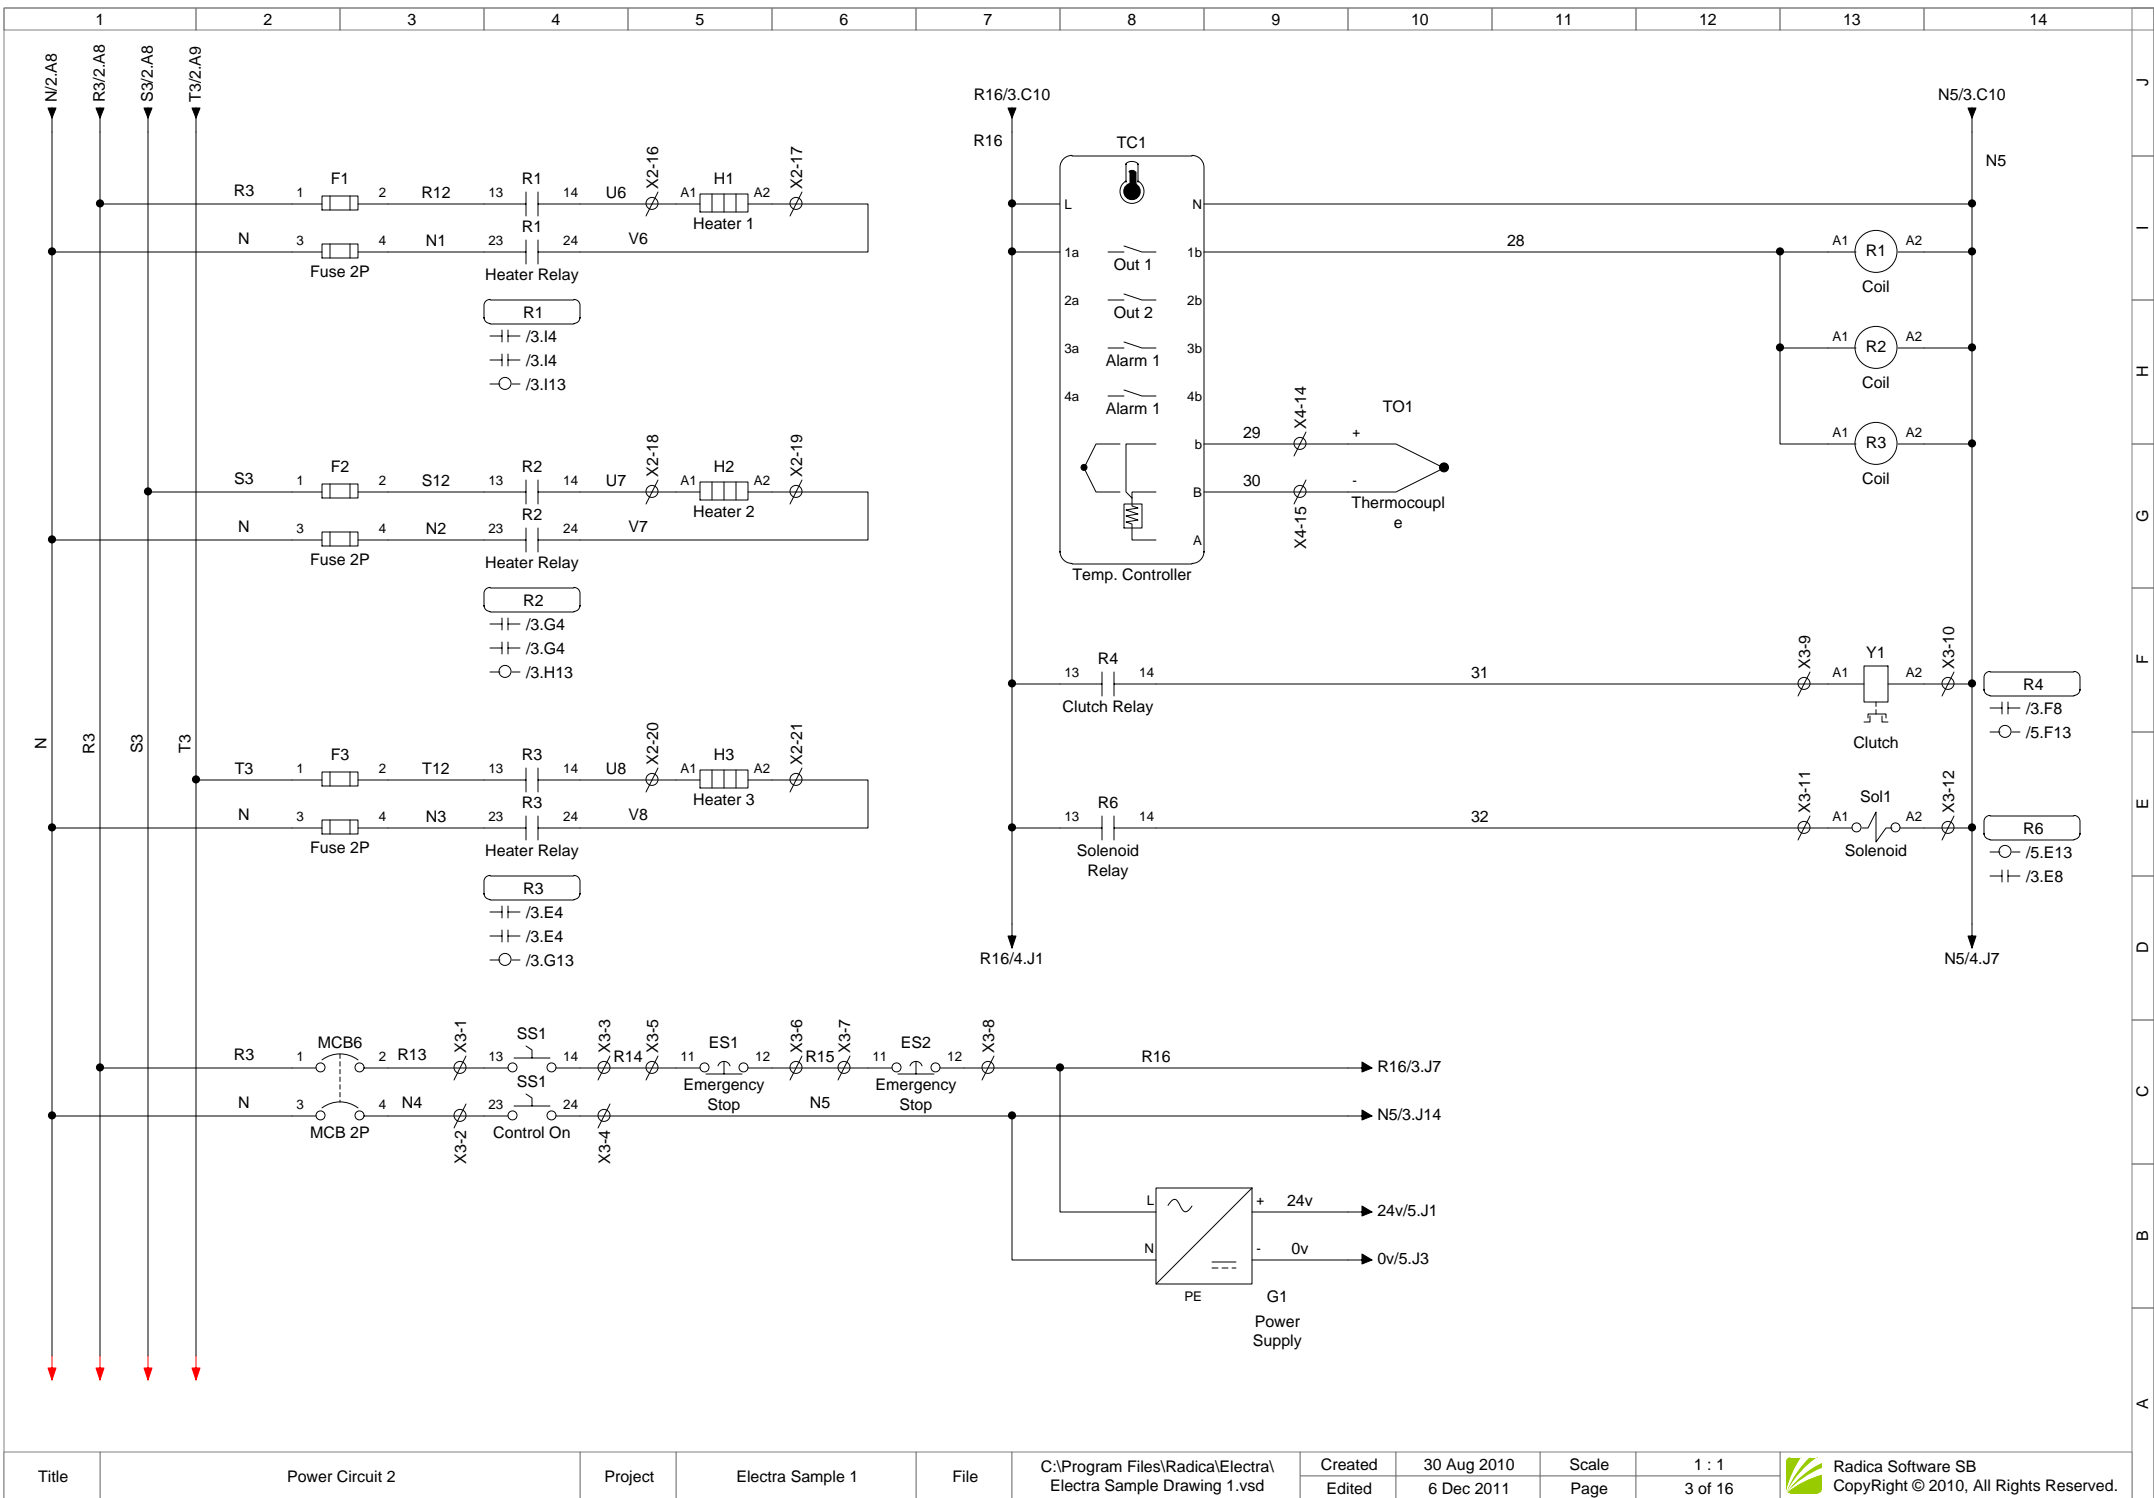 1 2 3 4 5 6 7 8 9 10 11 12 13 14
J
I
H
G
F
E
D
C
B
A
N/2.A8
R3/2.A8
S3/2.A8
T3/2.A9
N
R3
S3
T3
R3 1 F1 2 R12 13 R1 14 U6 X2-16 A1 H1 A2 X2-17
Heater 1
N 3 4 N1 23 R1 24 V6
Fuse 2P
Heater Relay
R1
/3.I4
/3.I4
/3.I13
S3 1 F2 2 S12 13 R2 14 U7 X2-18 A1 H2 A2 X2-19
Heater 2
N 3 4 N2 23 R2 24 V7
Fuse 2P
Heater Relay
R2
/3.G4
/3.G4
/3.H13
T3 1 F3 2 T12 13 R3 14 U8 X2-20 A1 H3 A2 X2-21
Heater 3
N 3 4 N3 23 R3 24 V8
Fuse 2P
Heater Relay
R3
/3.E4
/3.E4
/3.G13
R3 1 MCB6 2 R13 X3-1 13 SS1 14 X3-3 R14 X3-5 11 ES1 12 X3-6 R15 X3-7 11 ES2 12 X3-8 R16 R16/3.J7
Emergency
Stop
Emergency
Stop
N 3 4 N4 X3-2 23 SS1 24 X3-4 N5 N5/3.J14
MCB 2P
Control On
L + 24v 24v/5.J1
N - 0v 0v/5.J3
PE
G1
Power
Supply
R16/3.C10
R16
N5/3.C10
N5
TC1
L N
1a Out 1 1b 28 A1 R1 A2
Coil
2a Out 2 2b
3a Alarm 1 3b A1 R2 A2
Coil
4a Alarm 1 4b
b 29 X4-14 + TO1
B 30 X4-15 -
A
Thermocoupl
e
A1 R3 A2
Coil
Temp. Controller
13 R4 14 31 X3-9 A1 Y1 A2 X3-10
Clutch Relay
Clutch
R4
/3.F8
/5.F13
13 R6 14 32 X3-11 A1 Sol1 A2 X3-12
Solenoid
Relay
Solenoid
R6
/5.E13
/3.E8
R16/4.J1
N5/4.J7
Title Power Circuit 2 Project Electra Sample 1 File
C:\Program Files\Radica\Electra\
Electra Sample Drawing 1.vsd
Created 30 Aug 2010 Scale 1 : 1
Edited 6 Dec 2011 Page 3 of 16
Radica Software SB
CopyRight © 2010, All Rights Reserved.